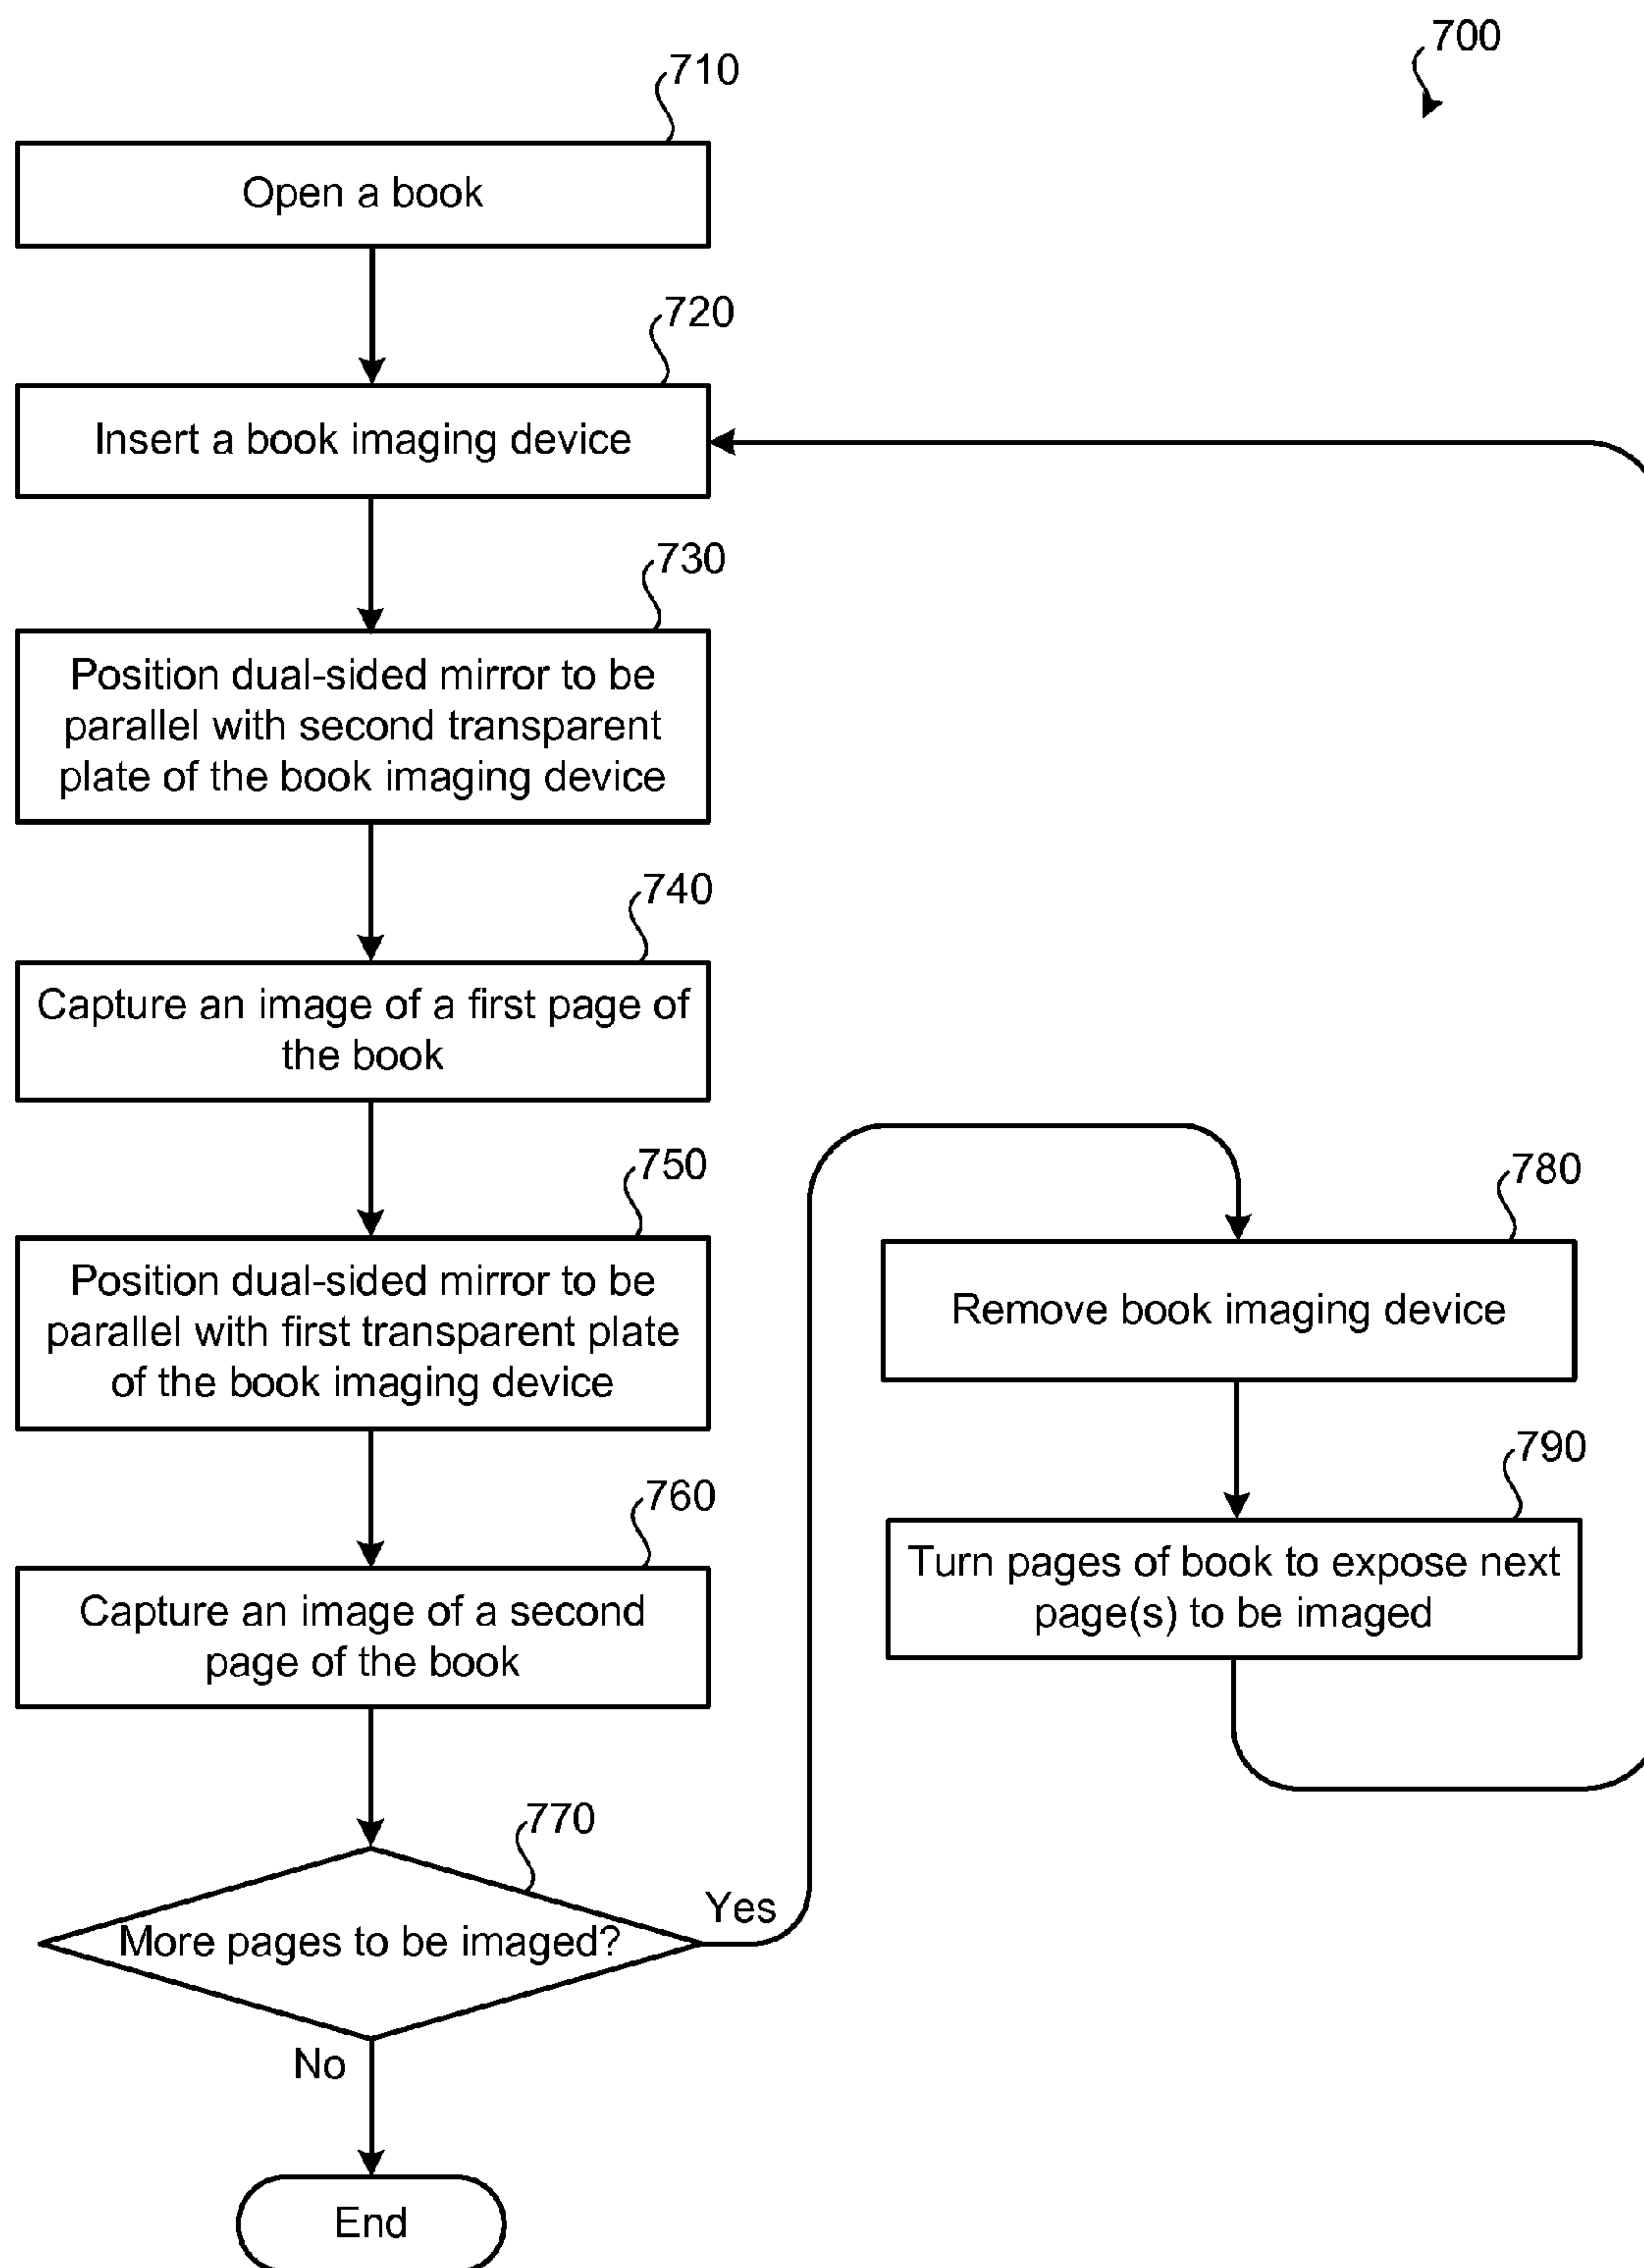 700
710
Open a book
720
Insert a book imaging device
730
Position dual-sided mirror to be
parallel with second transparent
plate of the book imaging device
740
Capture an image of a first page of
the book
750
Position dual-sided mirror to be
parallel with first transparent plate
of the book imaging device
760
Capture an image of a second
page of the book
770
More pages to be imaged?
Yes
No
End
780
Remove book imaging device
790
Turn pages of book to expose next
page(s) to be imaged